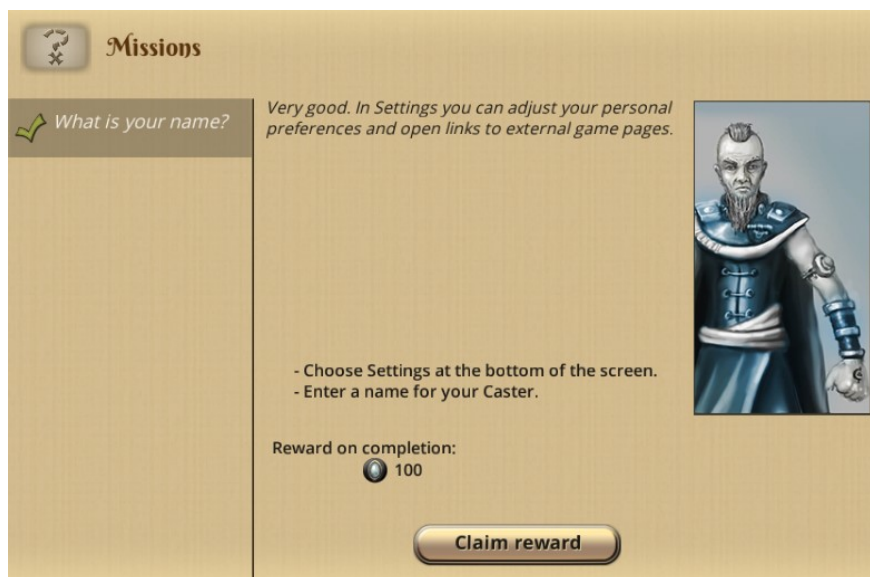 Missions
What is your name?
Very good. In Settings you can adjust your personal
preferences and open links to external game pages.
- Choose Settings at the bottom of the screen.
- Enter a name for your Caster.
Reward on completion:
100
Claim reward